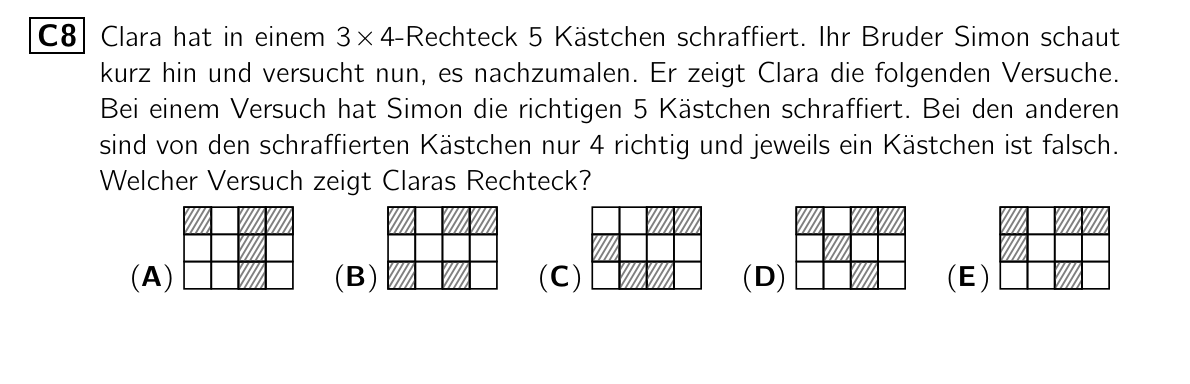 C8 Clara hat in einem 3 × 4-Rechteck 5 Kästchen schraffiert. Ihr Bruder Simon schaut
kurz hin und versucht nun, es nachzumalen. Er zeigt Clara die folgenden Versuche.
Bei einem Versuch hat Simon die richtigen 5 Kästchen schraffiert. Bei den anderen
sind von den schraffierten Kästchen nur 4 richtig und jeweils ein Kästchen ist falsch.
Welcher Versuch zeigt Claras Rechteck?
(A) (B) (C) (D) (E)